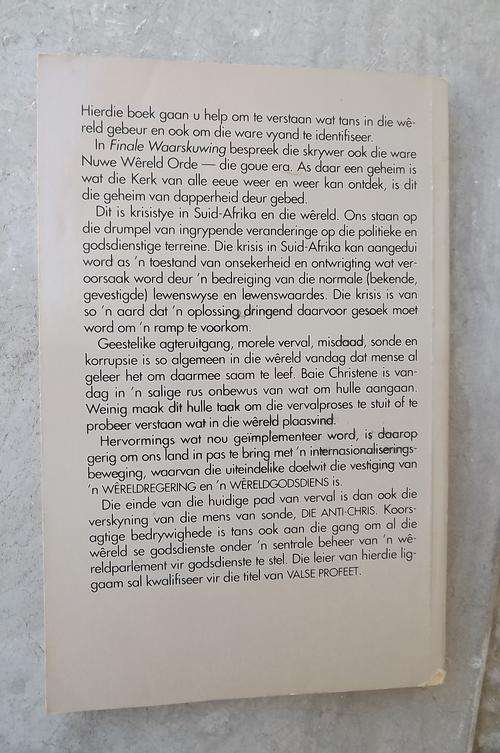 Hierdie boek gaan u help om te verstaan wat tans in die wê-
reld gebeur en ook om die ware vyand te identifiseer.
In Finale Waarskuwing bespreek die skrywer ook die ware
Nuwe Wêreld Orde — die goue era. As daar een geheim is
wat die Kerk van alle eeue weer en weer kan ontdek, is dit
die geheim van dapperheid deur gebed.
Dit is krisistye in Suid-Afrika en die wêreld. Ons staan op
die drumpel van ingrypende veranderinge op die politieke en
godsdienstige terreine. Die krisis in Suid-Afrika kan aangedui
word as 'n toestand van onsekerheid en ontwrigting wat ver-
oorsaak word deur 'n bedreiging van die normale (bekende,
gevestigde) lewenswyse en lewenswaardes. Die krisis is van
so 'n aard dat 'n oplossing dringend daarvoor gesoek moet
word om 'n ramp te voorkom.
Geestelike agteruitgang, morele verval, misdaad, sonde en
korrupsie is so algemeen in die wêreld vandag dat mense al
geleer het om daarmee saam te leef. Baie Christene is van-
dag in 'n salige rus onbewus van wat om hulle aangaan.
Weinig maak dit hulle taak om die vervalproses te stuit of te
probeer verstaan wat in die wêreld plaasvind.
Hervormings wat nou geïmplementeer word, is daarop
gerig om ons land in pas te bring met 'n internasionaliserings-
beweging, waarvan die uiteindelike doelwit die vestiging van
'n WÊRELDREGERING en 'n WÊRELDGODSDIENS is.
Die einde van die huidige pad van verval is dan ook die
verskyning van die mens van sonde, DIE ANTI-CHRIS. Koors-
agtige bedrywighede is tans ook aan die gang om al die
wêreld se godsdienste onder 'n sentrale beheer van 'n wê-
reldparlement vir godsdienste te stel. Die leier van hierdie lig-
gaam sal kwalifiseer vir die titel van VALSE PROFEET.